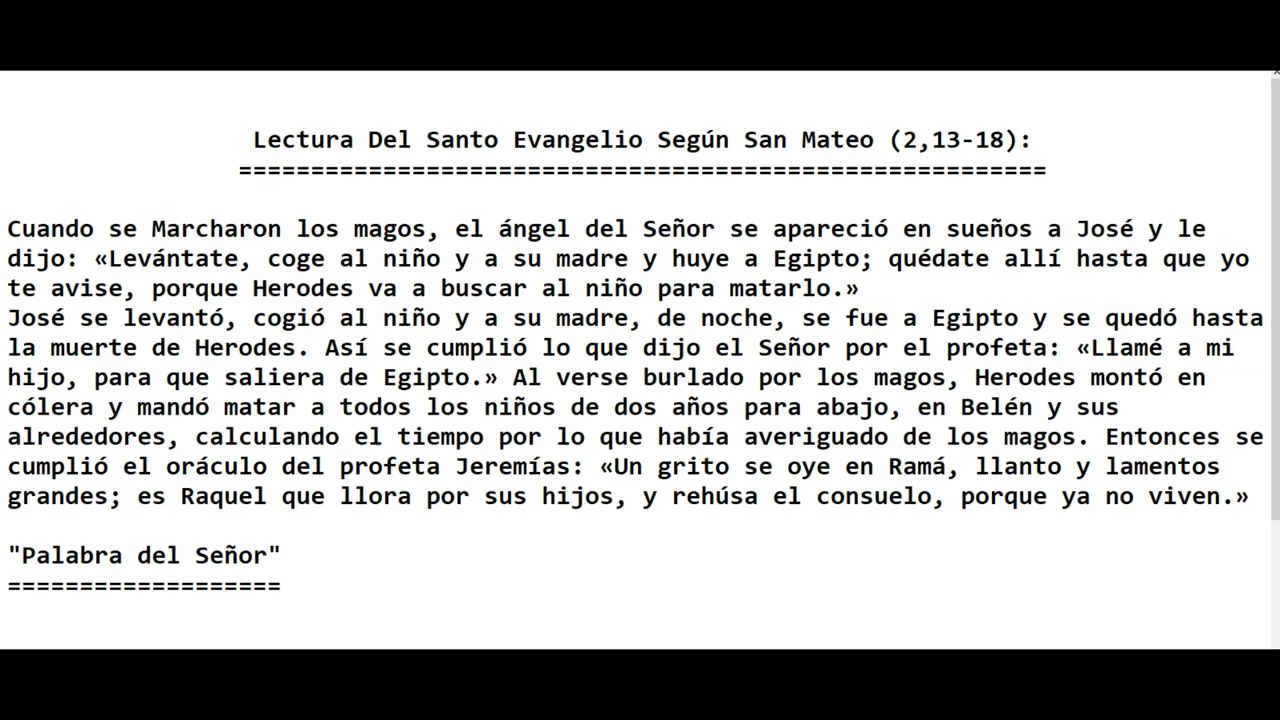 Lectura Del Santo Evangelio Según San Mateo (2,13-18):
========================================================
Cuando se Marcharon los magos, el ángel del Señor se apareció en sueños a José y le
dijo: «Levántate, coge al niño y a su madre y huye a Egipto; quédate allí hasta que yo
te avise, porque Herodes va a buscar al niño para matarlo.»
José se levantó, cogió al niño y a su madre, de noche, se fue a Egipto y se quedó hasta
la muerte de Herodes. Así se cumplió lo que dijo el Señor por el profeta: «Llamé a mi
hijo, para que saliera de Egipto.» Al verse burlado por los magos, Herodes montó en
cólera y mandó matar a todos los niños de dos años para abajo, en Belén y sus
alrededores, calculando el tiempo por lo que había averiguado de los magos. Entonces se
cumplió el oráculo del profeta Jeremías: «Un grito se oye en Ramá, llanto y lamentos
grandes; es Raquel que llora por sus hijos, y rehúsa el consuelo, porque ya no viven.»
"Palabra del Señor"
===================